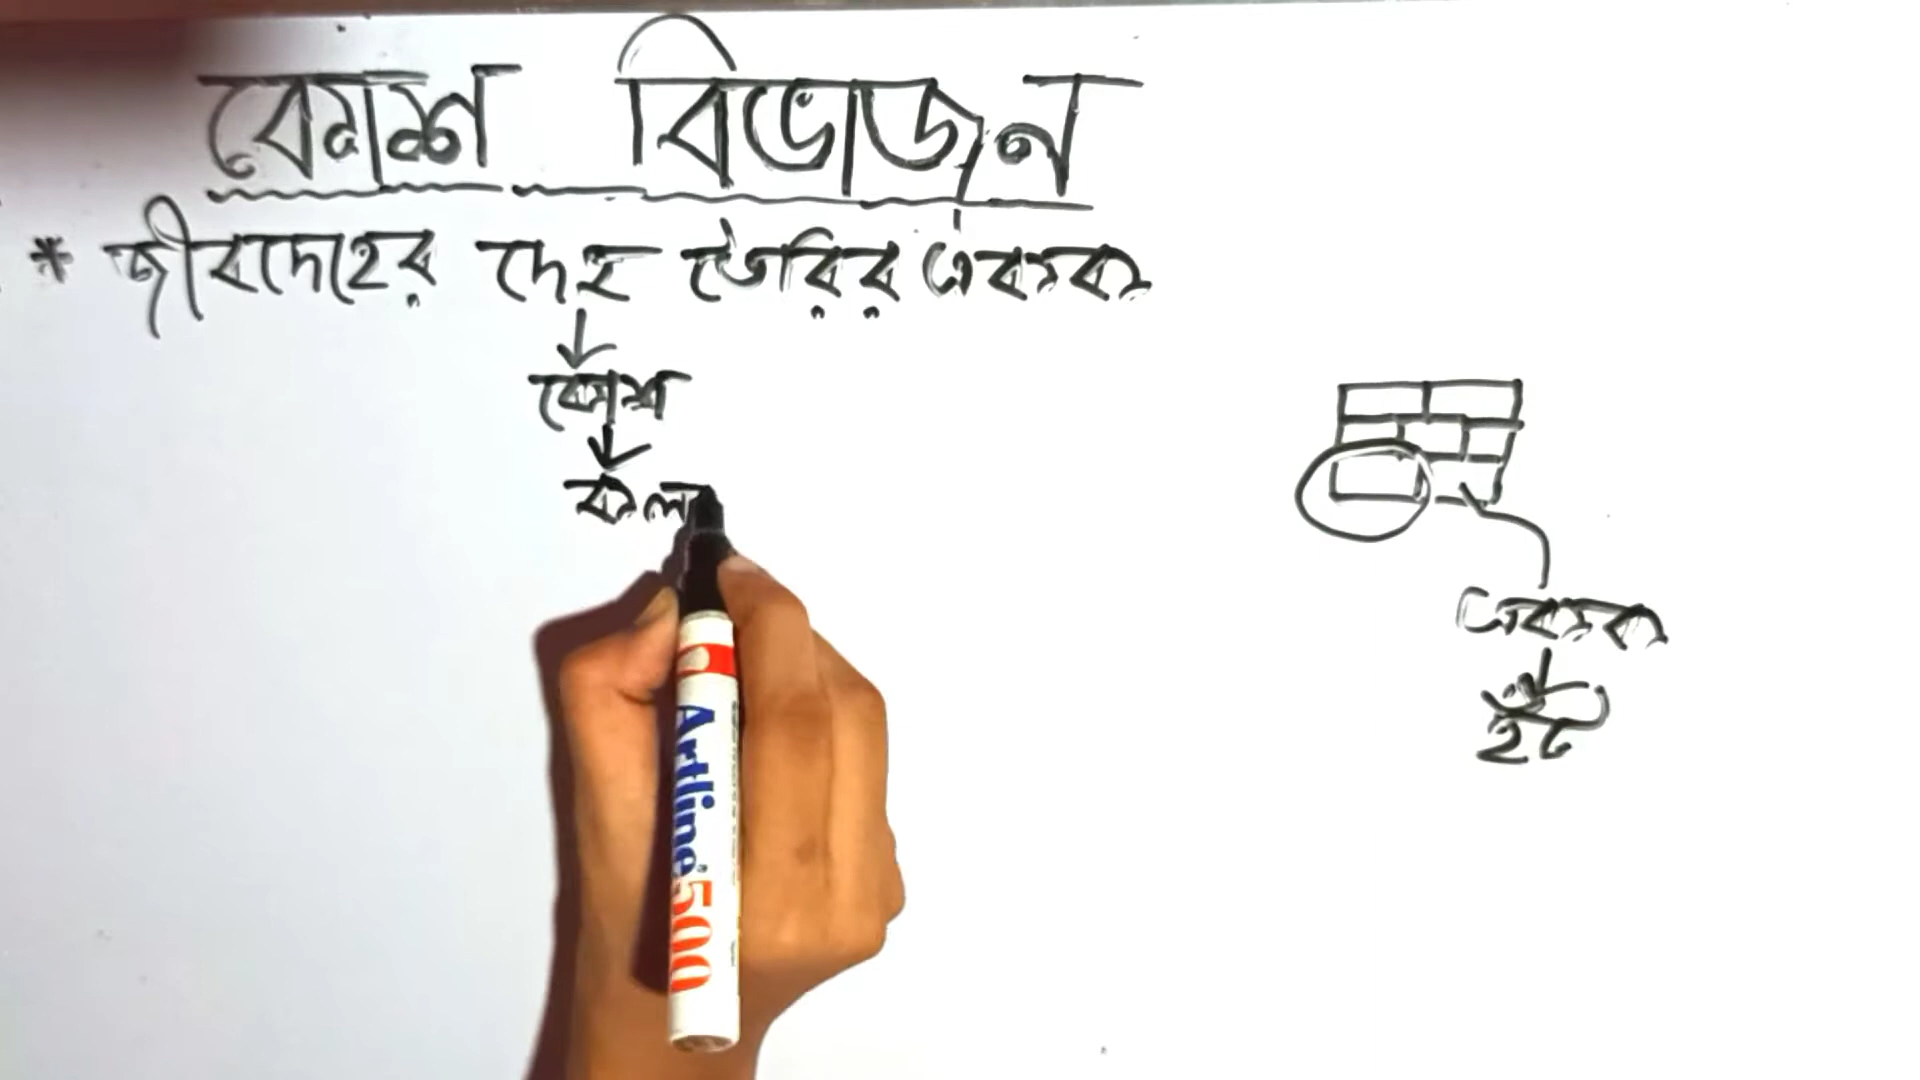 কোশ বিভাজন
* জীবদেহের দেহ তৈরির একক
কোশ
কলা
একক
ইট
Artline 500